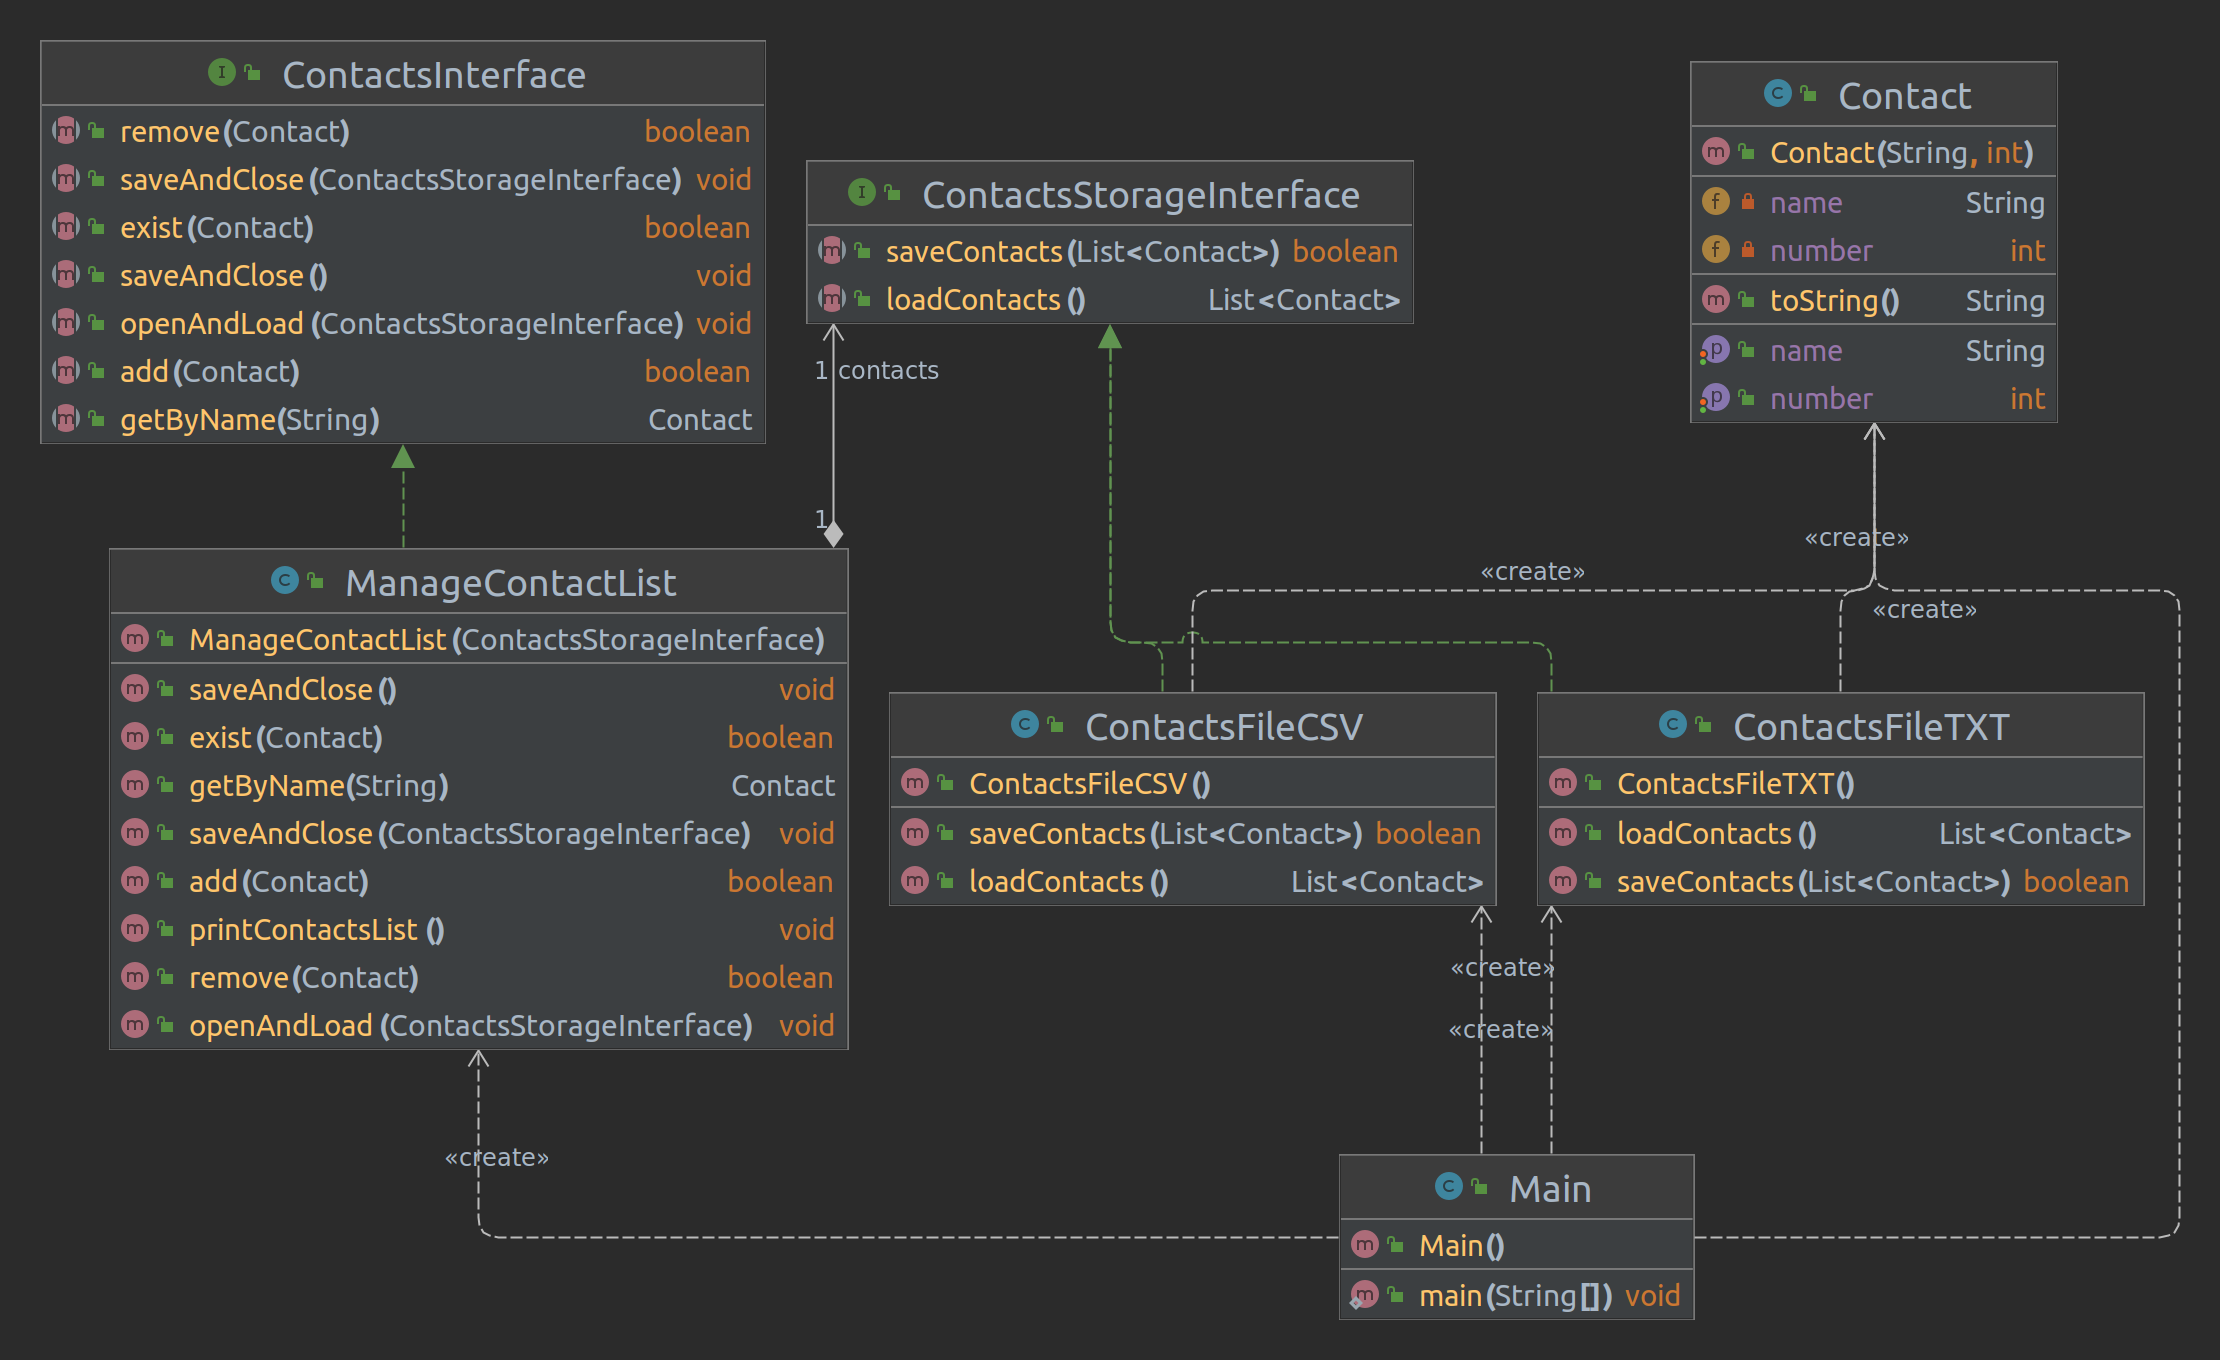 ContactsInterface
remove(Contact) boolean
saveAndClose(ContactsStorageInterface) void
exist(Contact) boolean
saveAndClose() void
openAndLoad(ContactsStorageInterface) void
add(Contact) boolean
getByName(String) Contact
ContactsStorageInterface
saveContacts(List<Contact>) boolean
loadContacts() List<Contact>
Contact
Contact(String, int)
name String
number int
toString() String
name String
number int
1 contacts
1
«create»
«create»
«create»
ManageContactList
ManageContactList(ContactsStorageInterface)
saveAndClose() void
exist(Contact) boolean
getByName(String) Contact
saveAndClose(ContactsStorageInterface) void
add(Contact) boolean
printContactsList() void
remove(Contact) boolean
openAndLoad(ContactsStorageInterface) void
ContactsFileCSV
ContactsFileCSV()
saveContacts(List<Contact>) boolean
loadContacts() List<Contact>
ContactsFileTXT
ContactsFileTXT()
loadContacts() List<Contact>
saveContacts(List<Contact>) boolean
«create»
«create»
«create»
Main
Main()
main(String[]) void